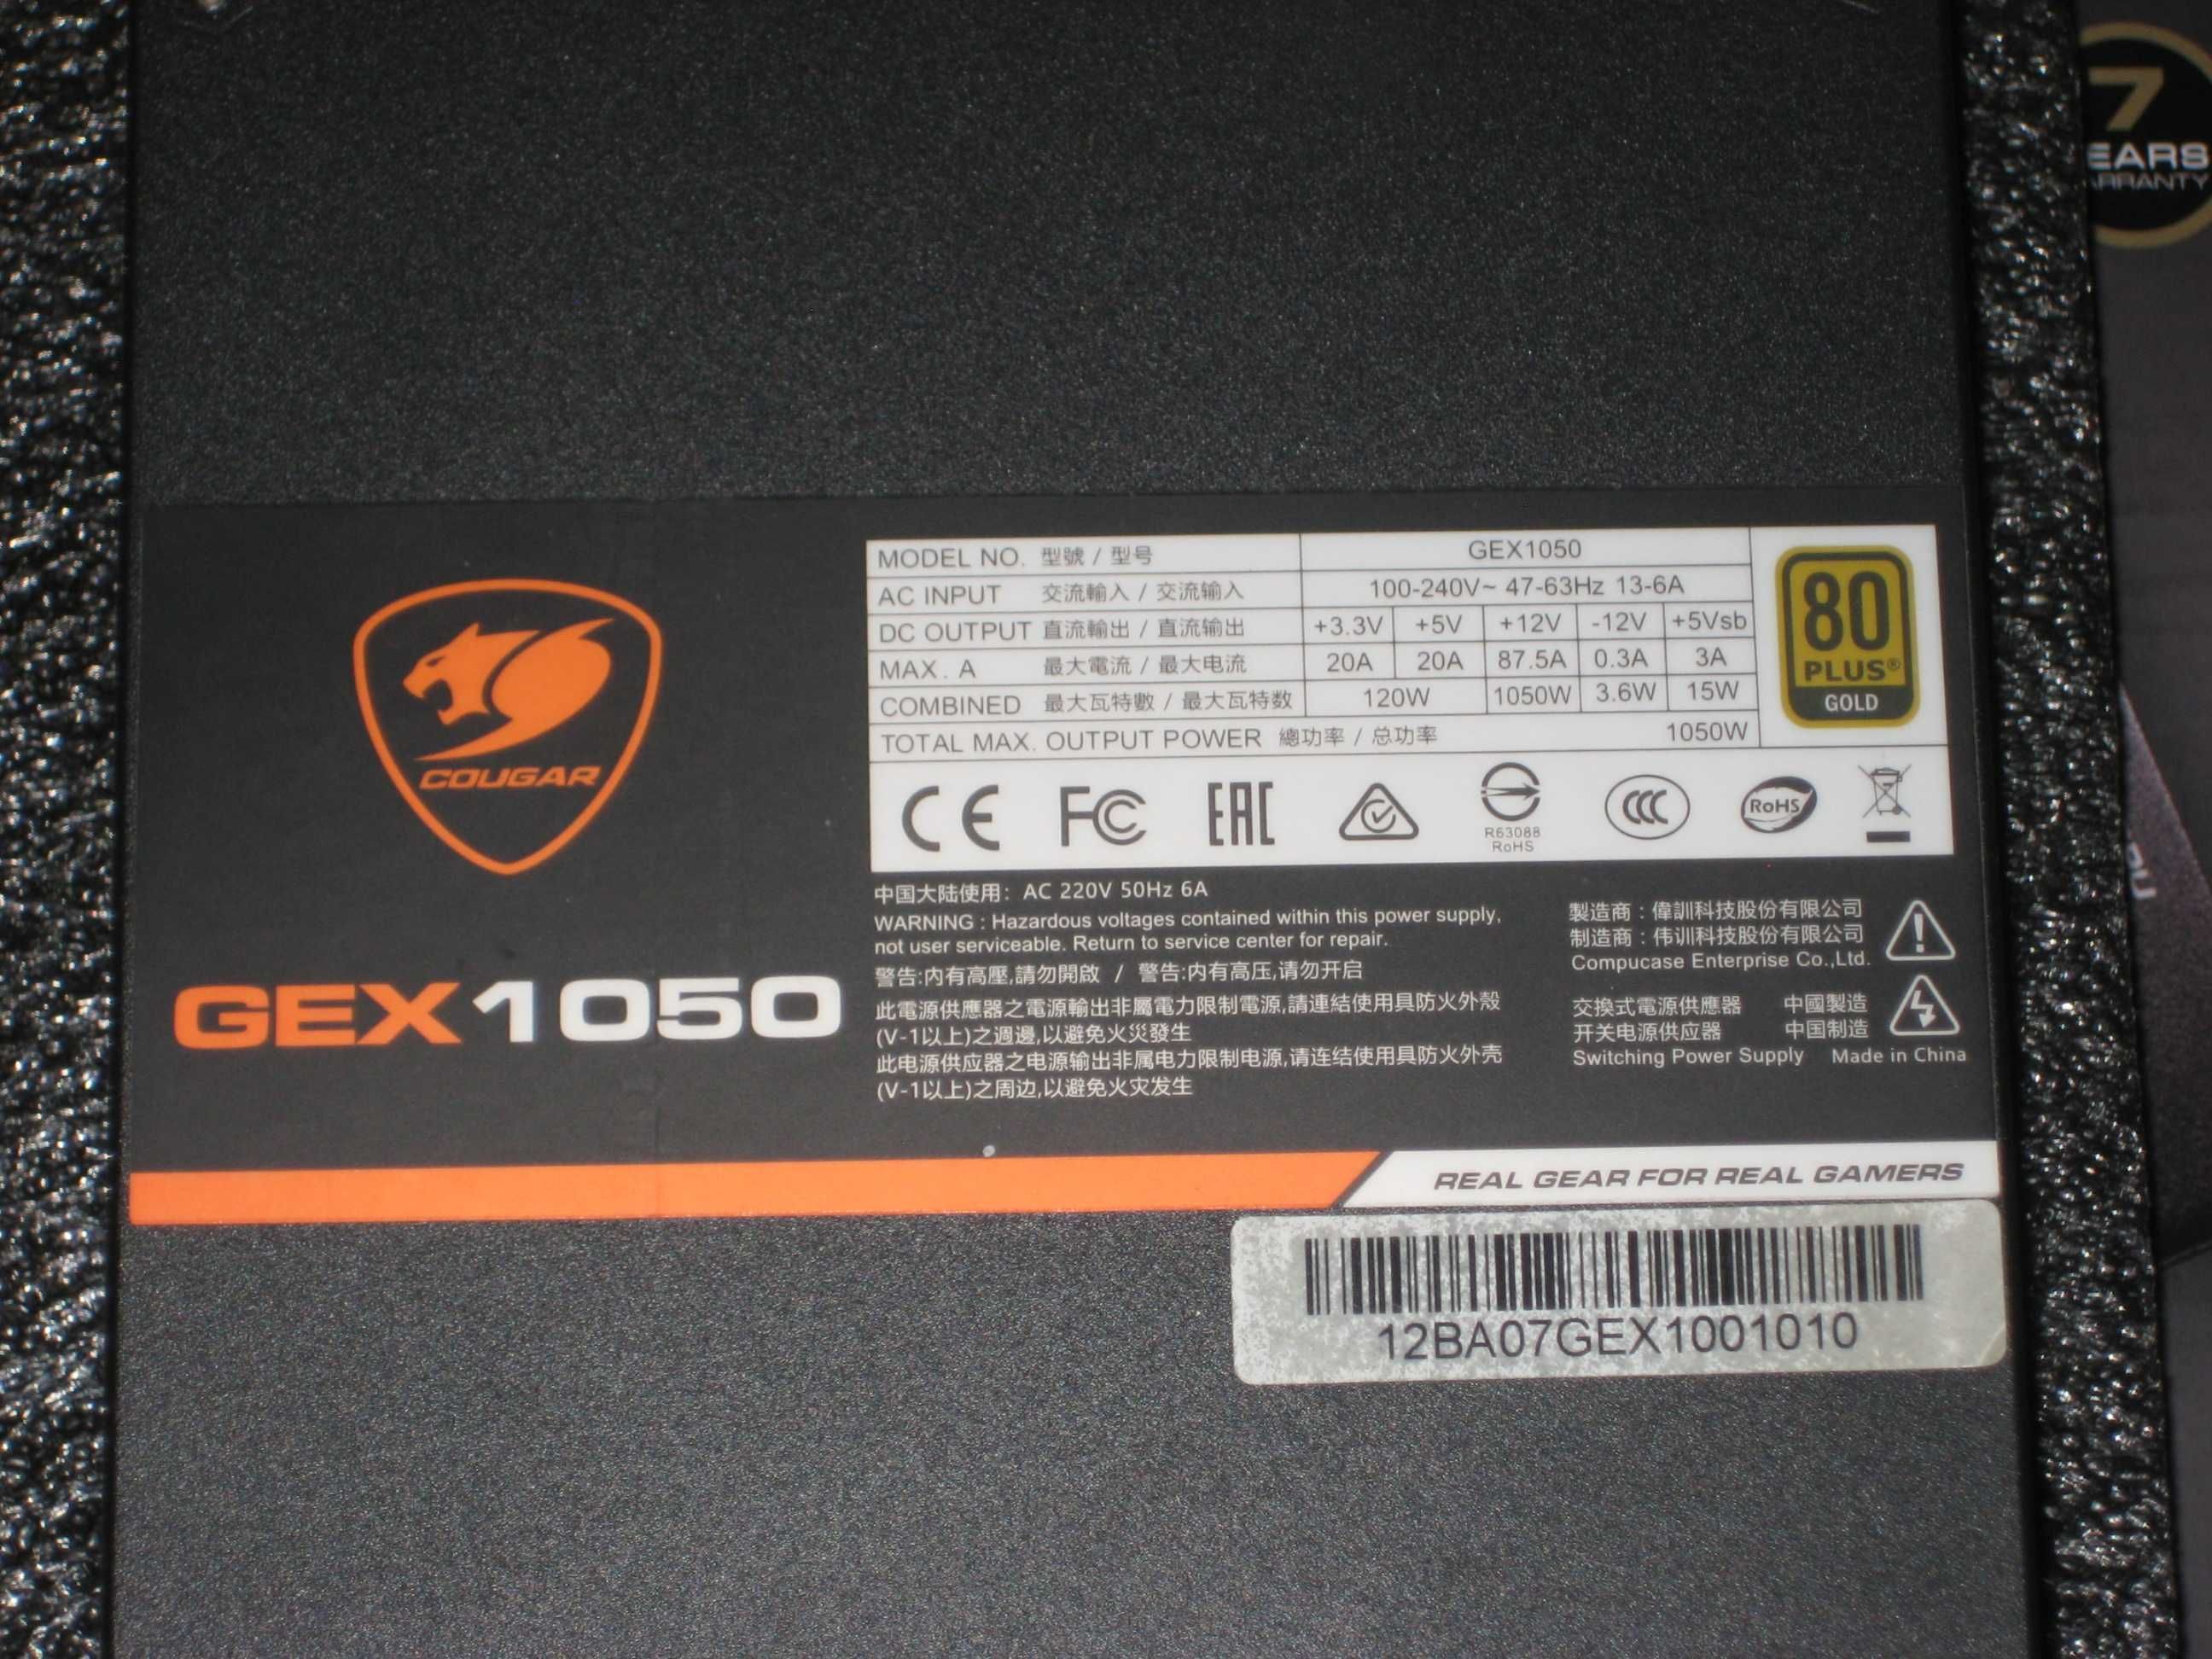 7
EARS
ARRANTY
MODEL NO. 型號 / 型号 GEX1050
AC INPUT 交流輸入 / 交流输入 100-240V~ 47-63Hz 13-6A
DC OUTPUT 直流輸出 / 直流输出 +3.3V +5V +12V -12V +5Vsb
MAX. A 最大電流 / 最大电流 20A 20A 87.5A 0.3A 3A
COMBINED 最大瓦特數 / 最大瓦特数 120W 1050W 3.6W 15W
TOTAL MAX. OUTPUT POWER 總功率 / 总功率 1050W
80
PLUS®
GOLD
COUGAR
GEX1050
CE FC EAC CCC RoHS
R63088
RoHS
中国大陆使用: AC 220V 50Hz 6A
WARNING : Hazardous voltages contained within this power supply,
not user serviceable. Return to service center for repair.
警告:内有高壓,請勿開啟 / 警告:内有高压,请勿开启
此電源供應器之電源輸出非屬電力限制電源,請連結使用具防火外殼
(V-1以上)之週邊,以避免火災發生
此电源供应器之电源输出非属电力限制电源,请连结使用具防火外壳
(V-1以上)之周边,以避免火灾发生
製造商：偉訓科技股份有限公司
制造商：伟训科技股份有限公司
Compucase Enterprise Co.,Ltd.
交換式電源供應器 中國製造
开关电源供应器 中国制造
Switching Power Supply Made in China
REAL GEAR FOR REAL GAMERS
12BA07GEX1001010